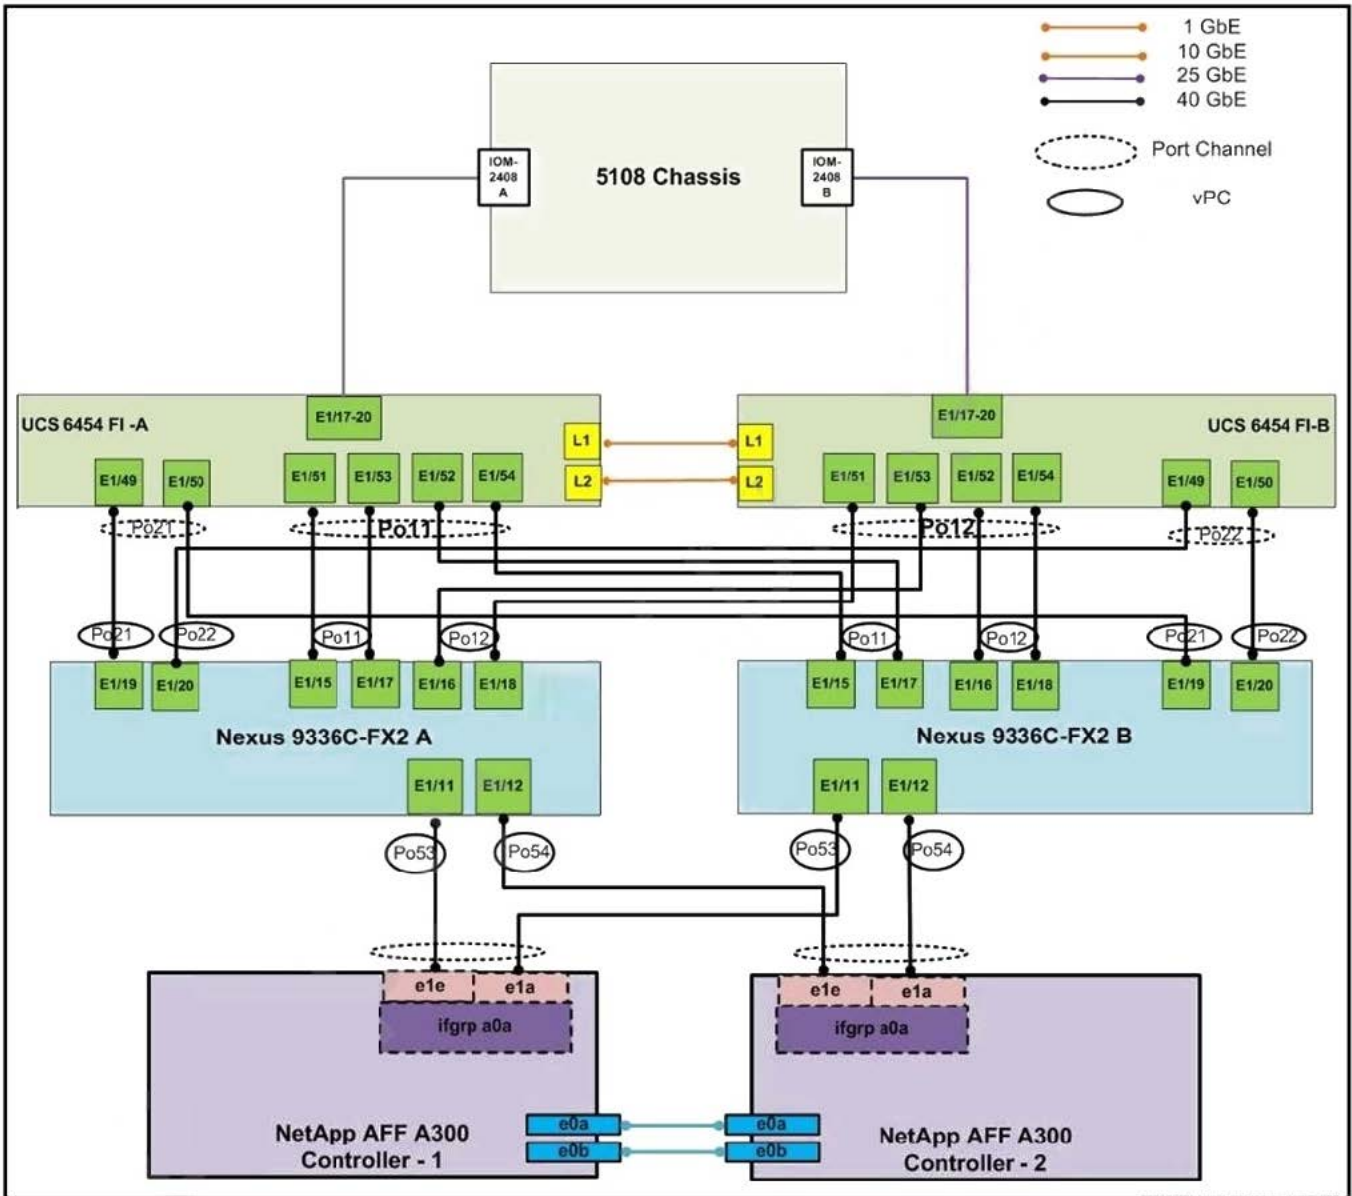 1 GbE
10 GbE
25 GbE
40 GbE
Port Channel
vPC
IOM-
2408
A
5108 Chassis
IOM-
2408
B
UCS 6454 FI -A
E1/17-20
L1
L2
E1/49
E1/50
E1/51
E1/53
E1/52
E1/54
L1
L2
E1/17-20
UCS 6454 FI-B
E1/51
E1/53
E1/52
E1/54
E1/49
E1/50
Po21
Po11
Po12
Po22
Po21
Po22
Po11
Po12
Po11
Po12
Po21
Po22
E1/19
E1/20
E1/15
E1/17
E1/16
E1/18
Nexus 9336C-FX2 A
E1/11
E1/12
E1/15
E1/17
E1/16
E1/18
E1/19
E1/20
Nexus 9336C-FX2 B
E1/11
E1/12
Po53
Po54
Po53
Po54
e1e
e1a
ifgrp a0a
NetApp AFF A300
Controller - 1
e0a
e0b
e1e
e1a
ifgrp a0a
e0a
e0b
NetApp AFF A300
Controller - 2